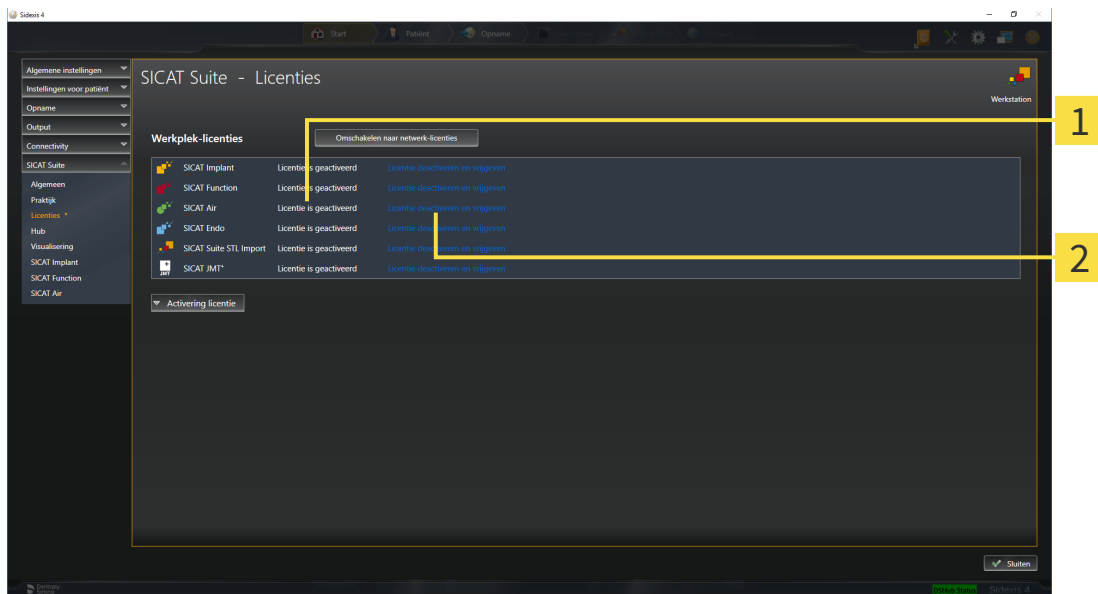 Sidexis 4
Start
Patiënt
Opname
Algemene instellingen
Instellingen voor patiënt
Opname
Output
Connectivity
SICAT Suite
Algemeen
Praktijk
Licenties *
Hub
Visualisering
SICAT Implant
SICAT Function
SICAT Air
SICAT Suite - Licenties
Werkstation
Werkplek-licenties
Omschakelen naar netwerk-licenties
SICAT Implant Licentie is geactiveerd Licentie deactiveren en vrijgeven
SICAT Function Licentie is geactiveerd Licentie deactiveren en vrijgeven
SICAT Air Licentie is geactiveerd Licentie deactiveren en vrijgeven
SICAT Endo Licentie is geactiveerd Licentie deactiveren en vrijgeven
SICAT Suite STL Import Licentie is geactiveerd Licentie deactiveren en vrijgeven
JMT SICAT JMT+ Licentie is geactiveerd Licentie deactiveren en vrijgeven
Activering licentie
1
2
Sluiten
Dentsply
Sirona
DSHub Status
Sidexis 4